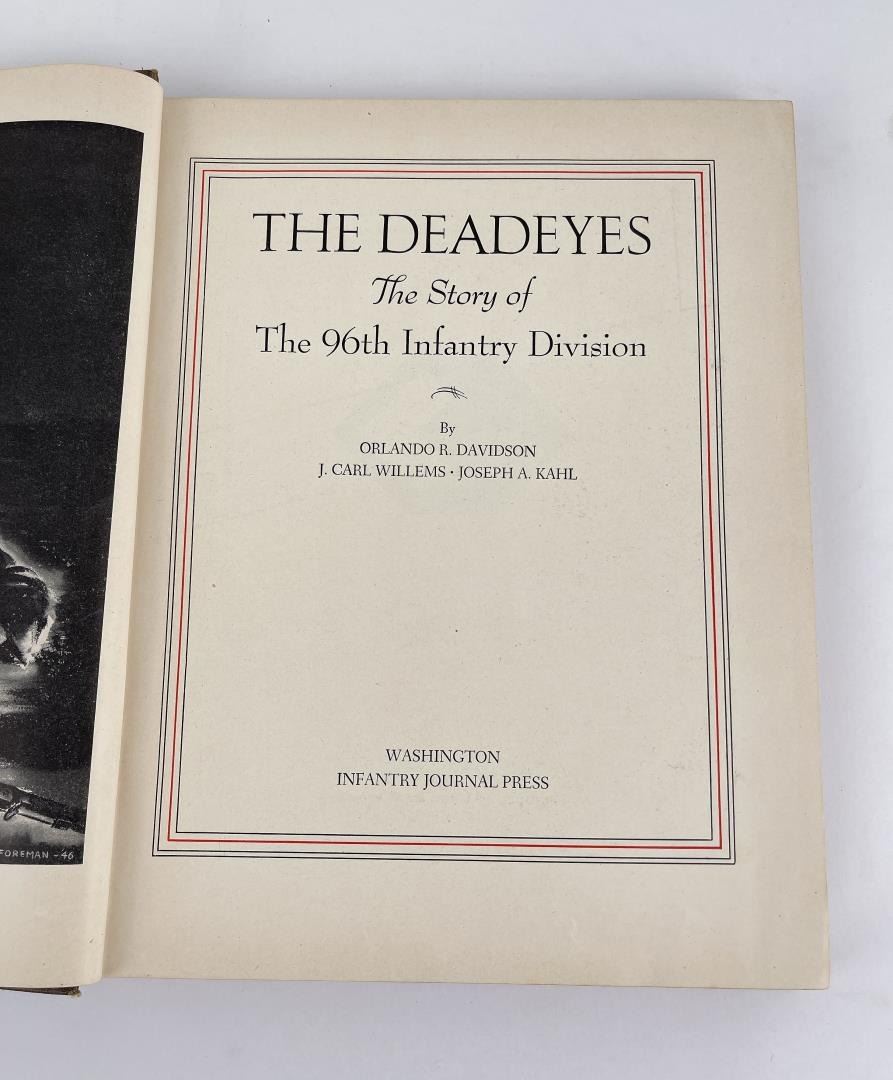 FOREMAN -46
THE DEADEYES
The Story of
The 96th Infantry Division
By
ORLANDO R. DAVIDSON
J. CARL WILLEMS · JOSEPH A. KAHL
WASHINGTON
INFANTRY JOURNAL PRESS